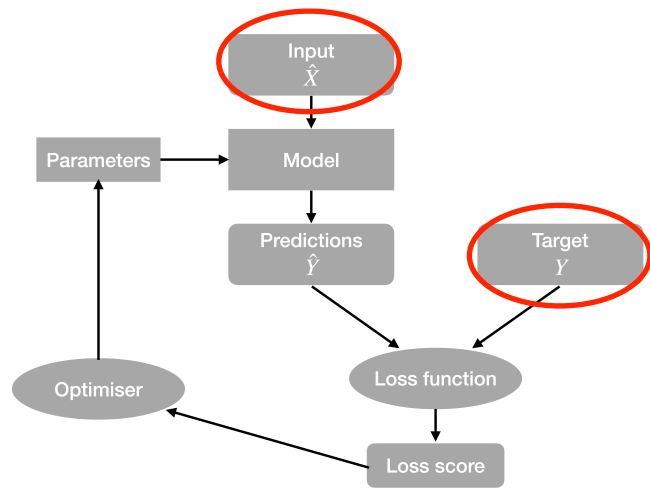 Input
X̂
Parameters
Model
Predictions
Ŷ
Target
Y
Optimiser
Loss function
Loss score